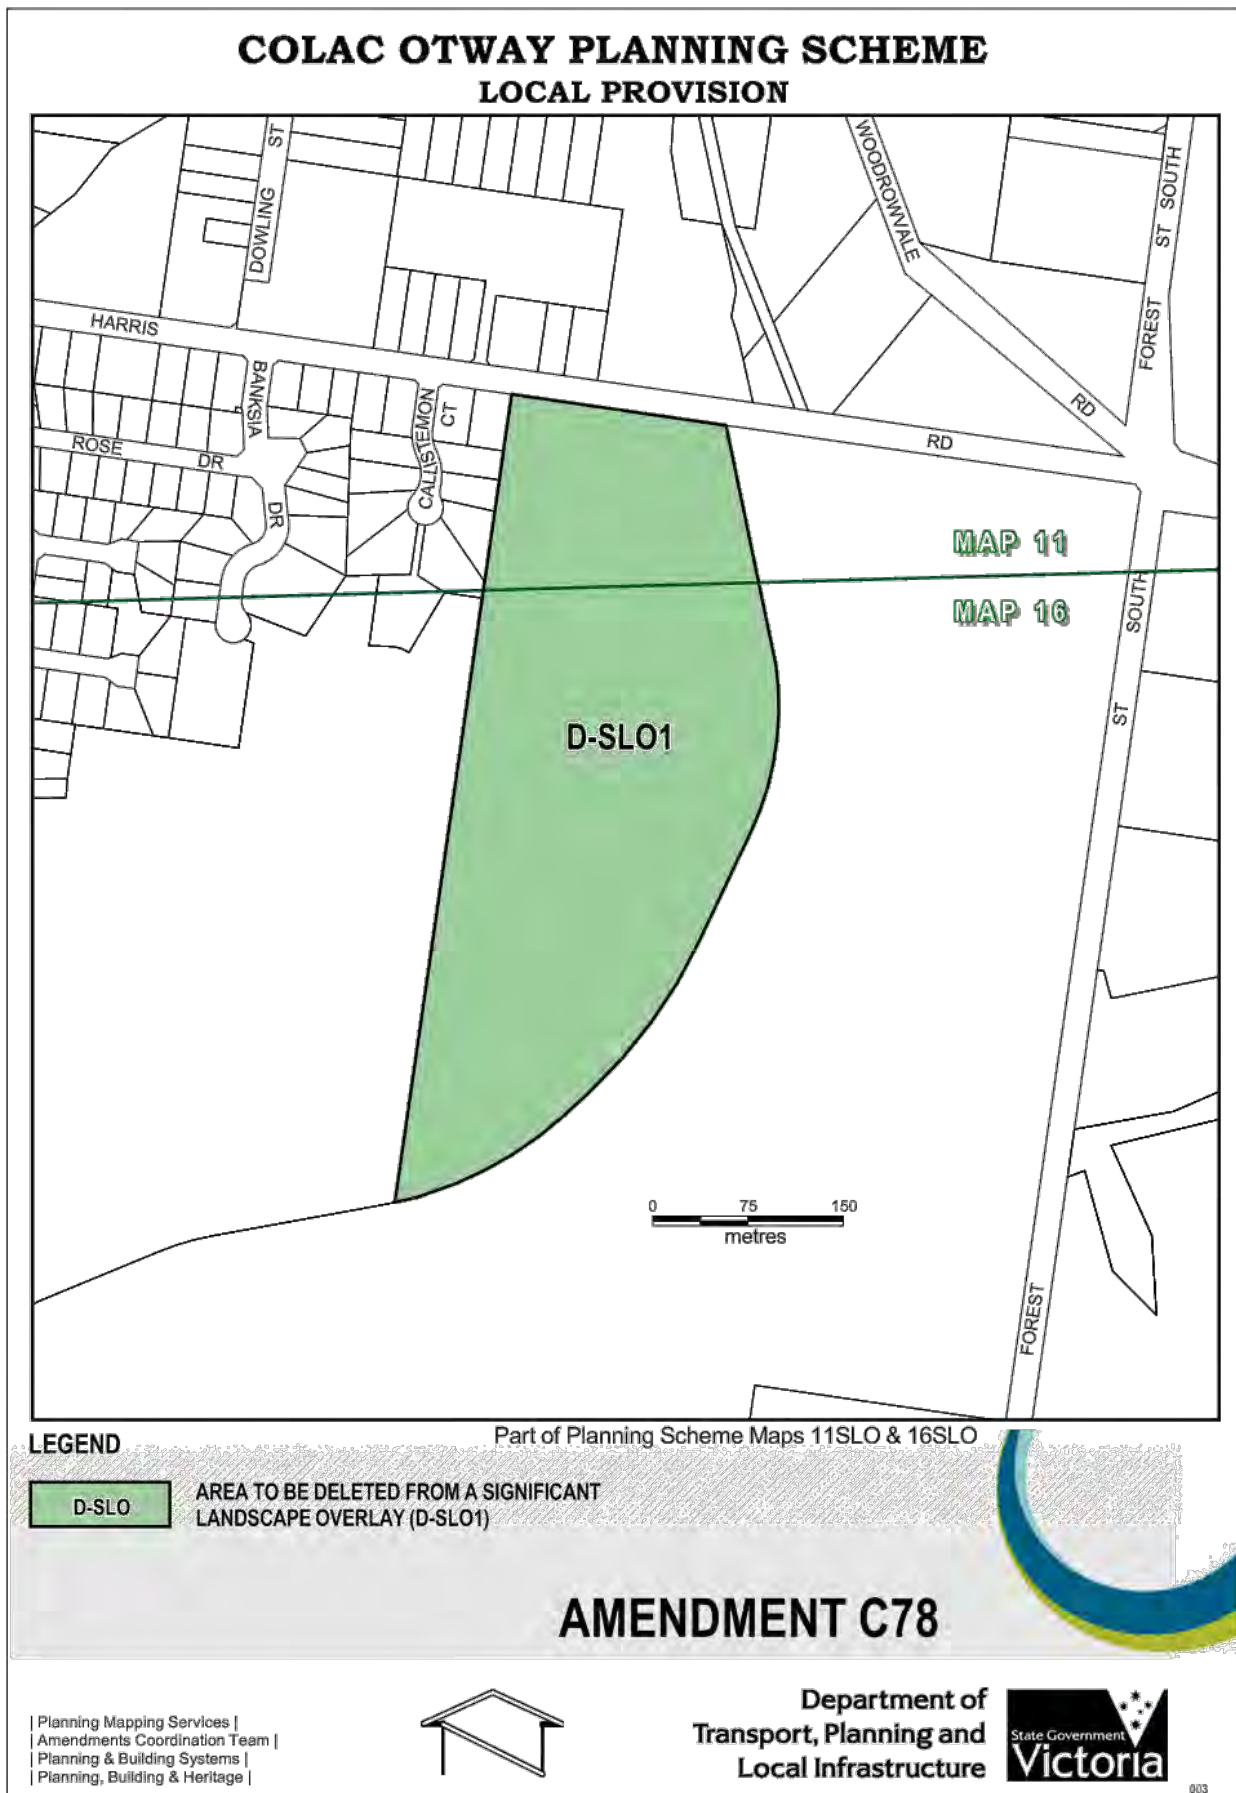 COLAC OTWAY PLANNING SCHEME
LOCAL PROVISION
DOWLING ST
WOODROWVALE
RD
FOREST ST SOUTH
HARRIS
RD
BANKSIA
DR
CALLISTEMON
CT
ROSE DR
MAP 11
MAP 16
SOUTH
ST
FOREST
D-SLO1
0 75 150
metres
Part of Planning Scheme Maps 11SLO & 16SLO
LEGEND
D-SLO
AREA TO BE DELETED FROM A SIGNIFICANT
LANDSCAPE OVERLAY (D-SLO1)
AMENDMENT C78
| Planning Mapping Services |
| Amendments Coordination Team |
| Planning & Building Systems |
| Planning, Building & Heritage |
Department of
Transport, Planning and
Local Infrastructure
State Government
Victoria
003